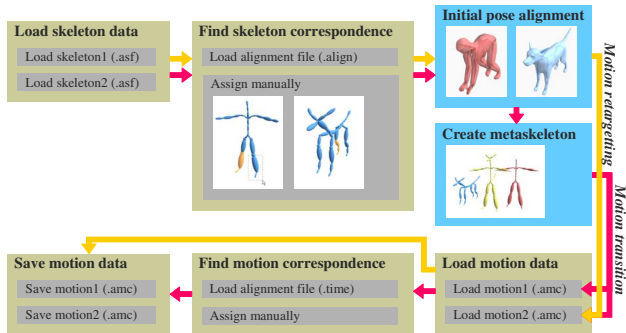 Load skeleton data
Load skeleton1 (.asf)
Load skeleton2 (.asf)
Find skeleton correspondence
Load alignment file (.align)
Assign manually
Initial pose alignment
Create metaskeleton
Motion retargetting
Motion transition
Save motion data
Save motion1 (.amc)
Save motion2 (.amc)
Find motion correspondence
Load alignment file (.time)
Assign manually
Load motion data
Load motion1 (.amc)
Load motion2 (.amc)